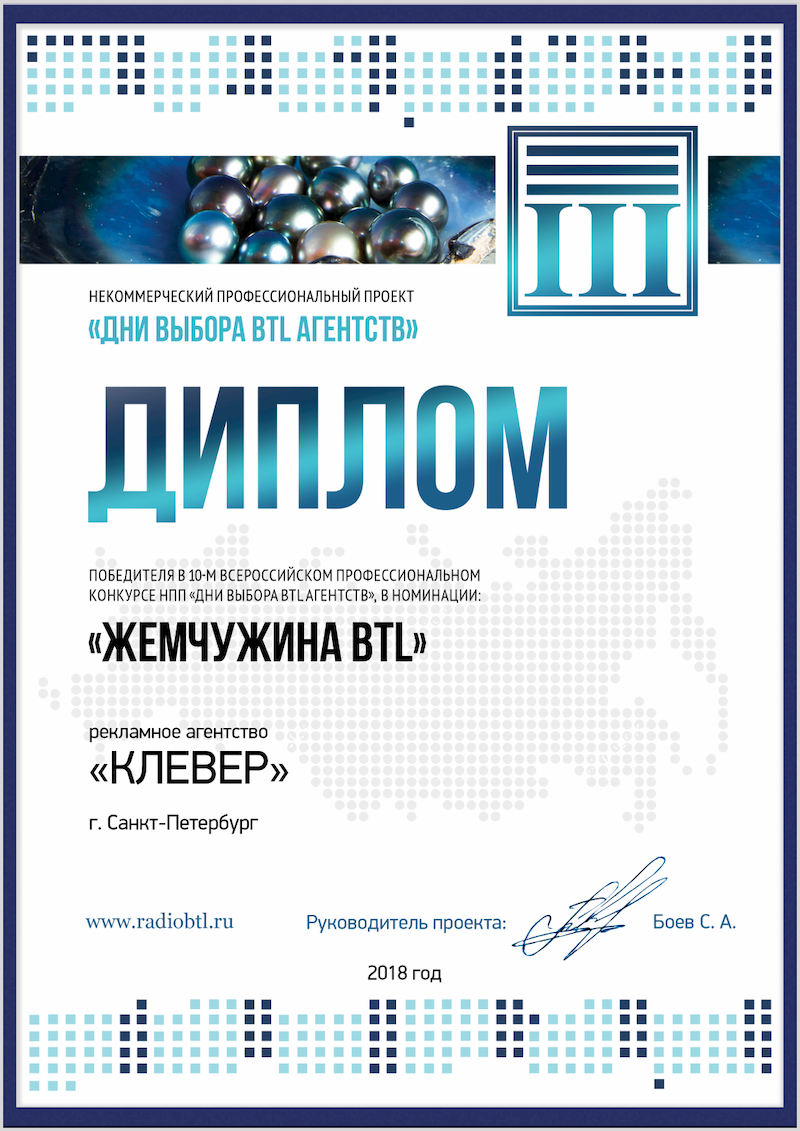 III
НЕКОММЕРЧЕСКИЙ ПРОФЕССИОНАЛЬНЫЙ ПРОЕКТ
«ДНИ ВЫБОРА BTL АГЕНТСТВ»
ДИПЛОМ
ПОБЕДИТЕЛЯ В 10-М ВСЕРОССИЙСКОМ ПРОФЕССИОНАЛЬНОМ
КОНКУРСЕ НПП «ДНИ ВЫБОРА BTL АГЕНТСТВ», В НОМИНАЦИИ:
«ЖЕМЧУЖИНА BTL»
рекламное агентство
«КЛЕВЕР»
г. Санкт-Петербург
www.radiobtl.ru Руководитель проекта: Боев С. А.
2018 год